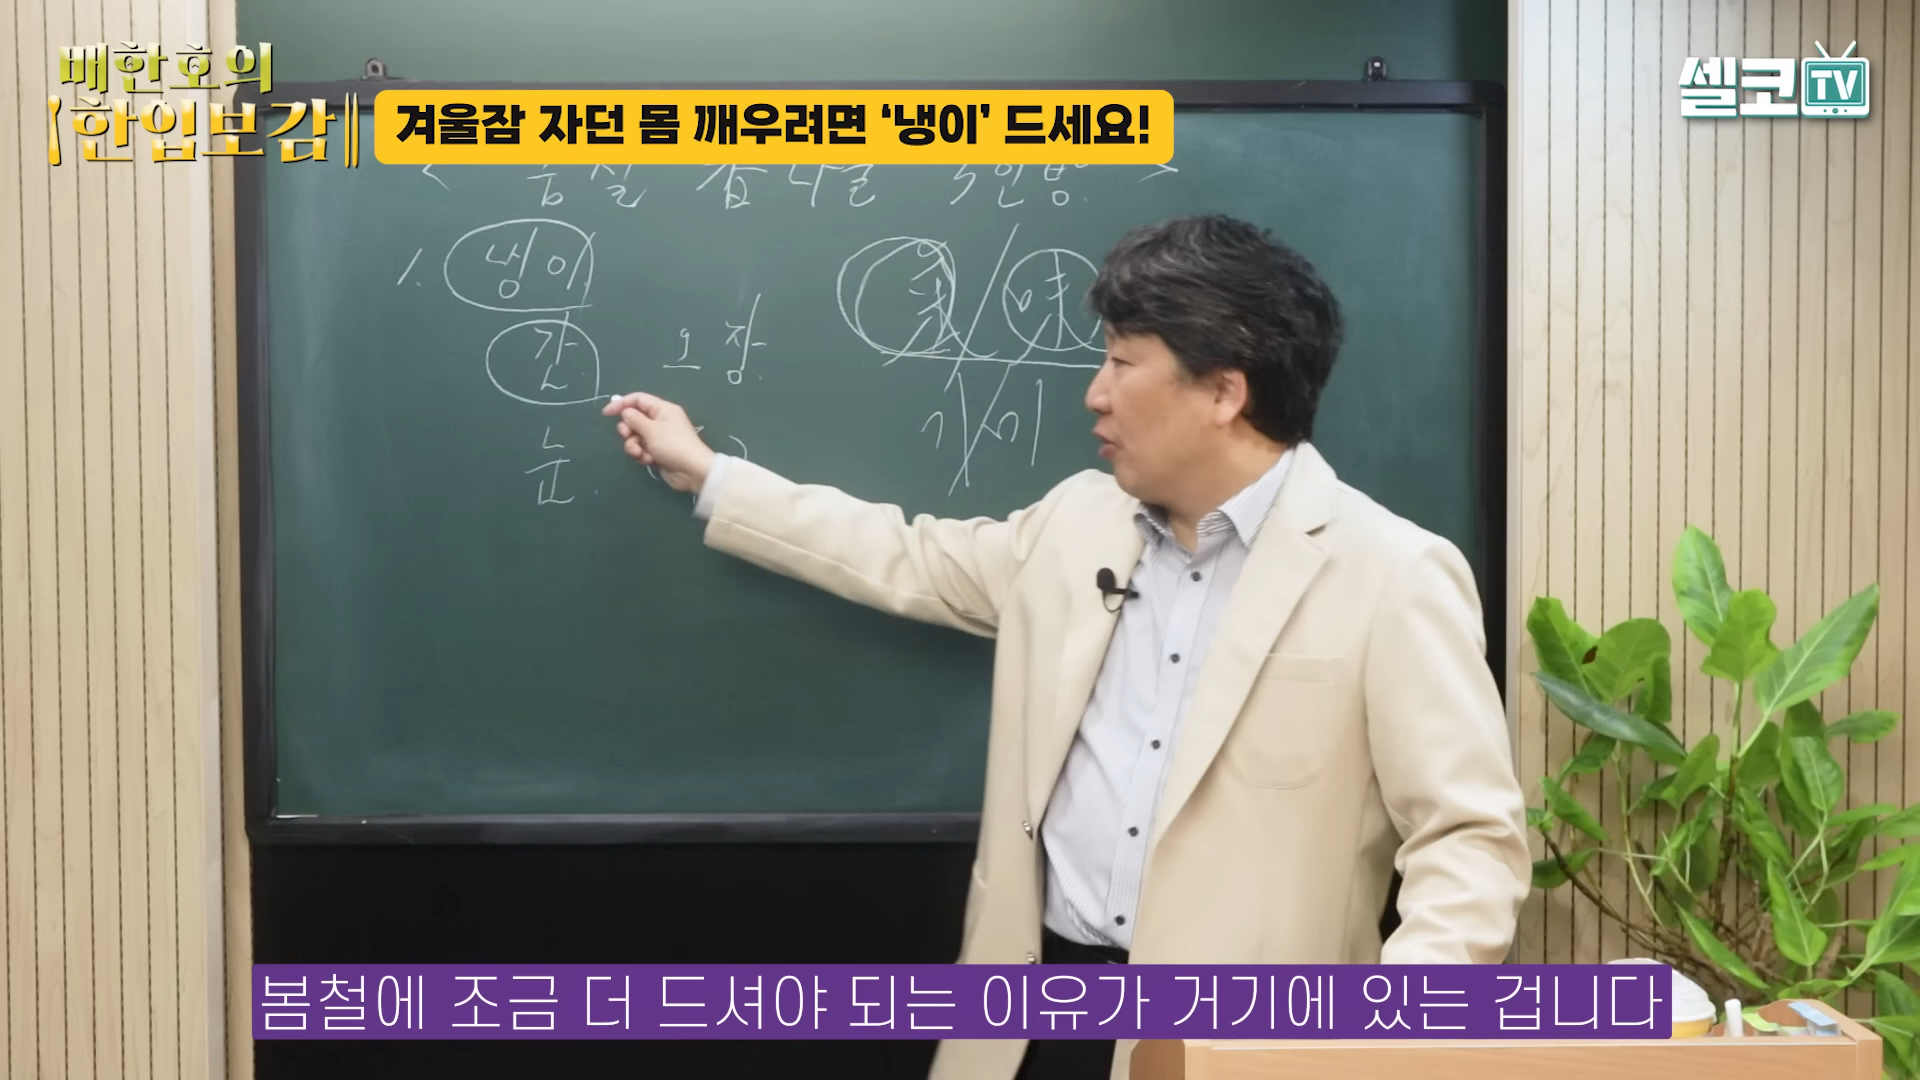 배한호의
한입보감
겨울잠 자던 몸 깨우려면 ‘냉이’ 드세요!
셀코TV
1. 냉이
味
간
오장
기 미
눈.
봄철에 조금 더 드셔야 되는 이유가 거기에 있는 겁니다